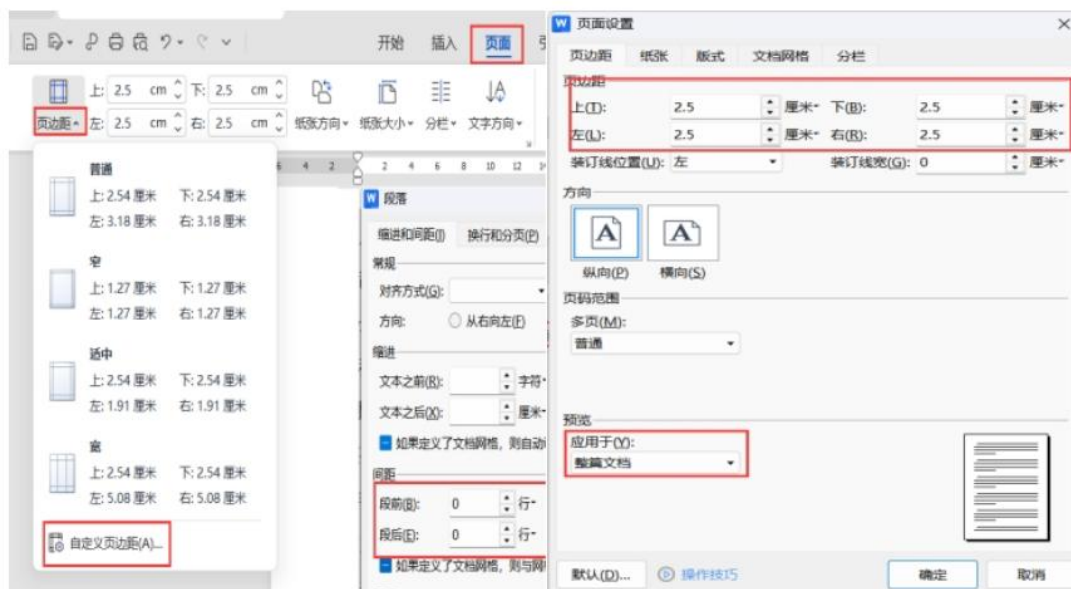 开始 插入 页面
页边距 上: 2.5 cm 下: 2.5 cm
左: 2.5 cm 右: 2.5 cm
纸张方向 纸张大小 分栏 文字方向
普通
上: 2.54 厘米 下: 2.54 厘米
左: 3.18 厘米 右: 3.18 厘米
窄
上: 1.27 厘米 下: 1.27 厘米
左: 1.27 厘米 右: 1.27 厘米
适中
上: 2.54 厘米 下: 2.54 厘米
左: 1.91 厘米 右: 1.91 厘米
宽
上: 2.54 厘米 下: 2.54 厘米
左: 5.08 厘米 右: 5.08 厘米
自定义页边距(A)...
6 4 2 2 4 6 8 10 12
段落
缩进和间距(I) 换行和分页(P)
常规
对齐方式(G):
方向: 从右向左(F)
缩进
文本之前(R): 字符
文本之后(X): 厘米
如果定义了文档网格，则自动
间距
段前(B): 0 行
段后(E): 0 行
如果定义了文档网格，则与网
页面设置
页边距 纸张 版式 文档网格 分栏
页边距
上(T): 2.5 厘米 下(B): 2.5 厘米
左(L): 2.5 厘米 右(R): 2.5 厘米
装订线位置(U): 左 装订线宽(G): 0 厘米
方向
纵向(P) 横向(S)
页码范围
多页(M):
普通
预览
应用于(Y):
整篇文档
默认(D)... 操作技巧 确定 取消